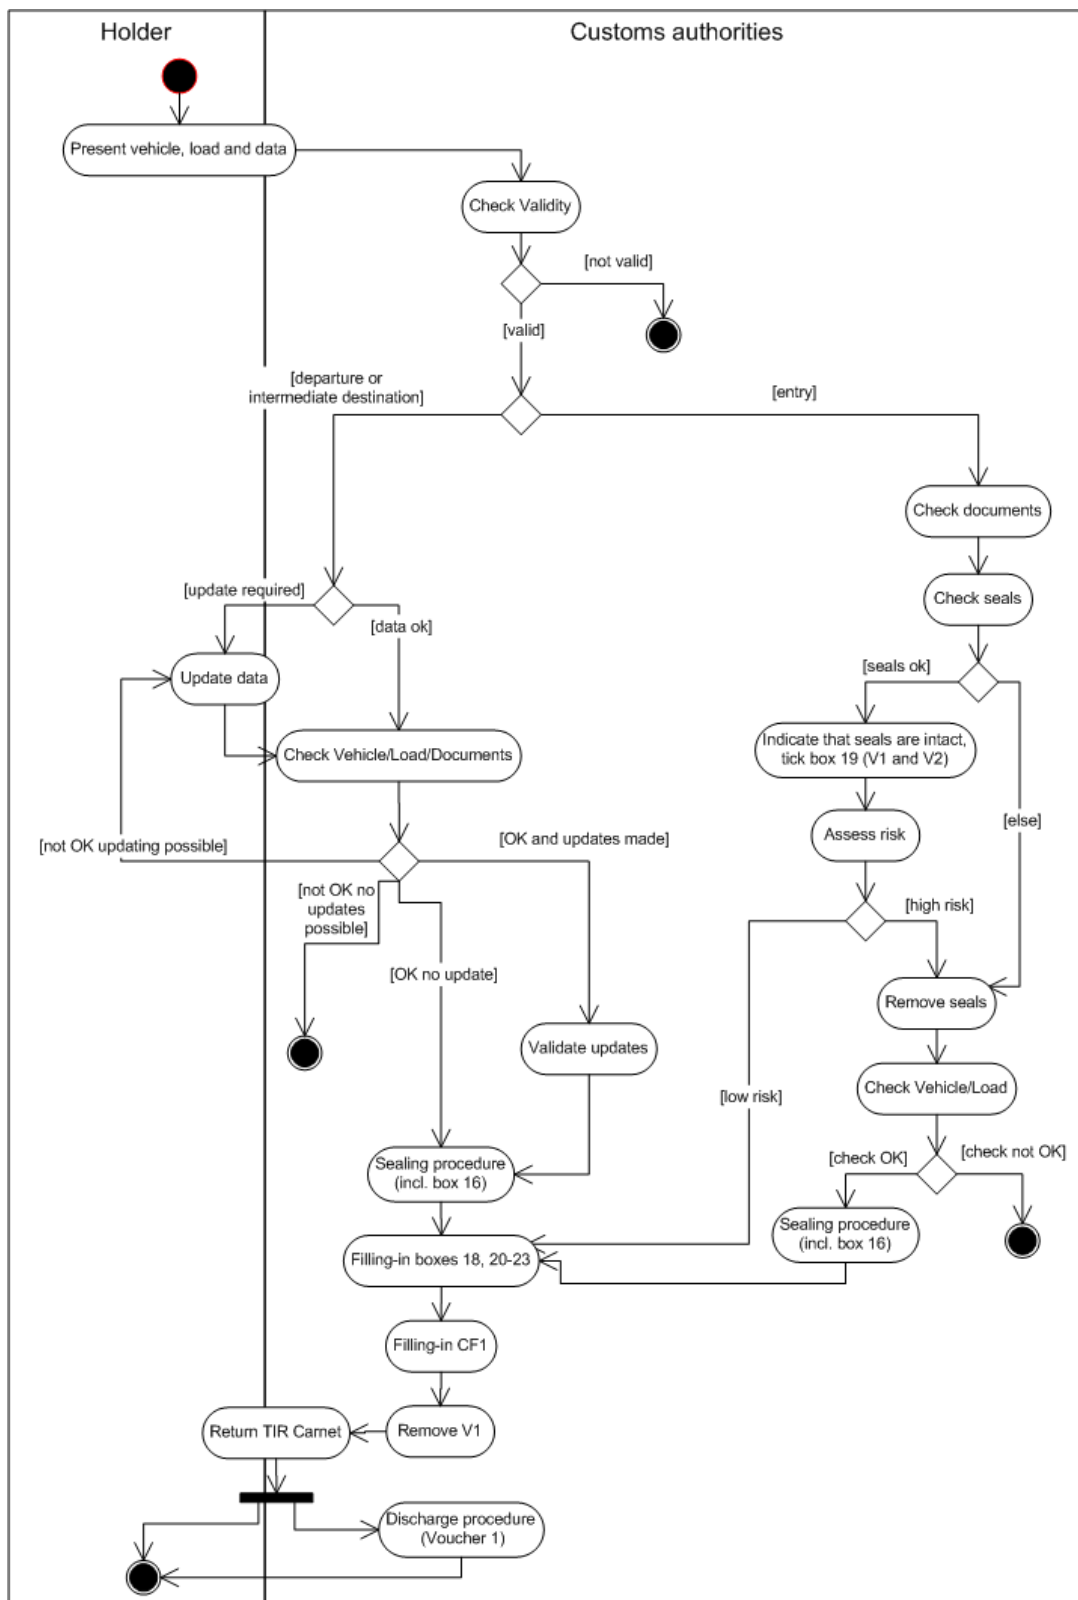 Holder
Customs authorities
Present vehicle, load and data
Check Validity
[not valid]
[valid]
[departure or
intermediate destination]
[entry]
Check documents
[update required]
[data ok]
Check seals
[seals ok]
Update data
Indicate that seals are intact,
tick box 19 (V1 and V2)
Check Vehicle/Load/Documents
[else]
Assess risk
[not OK updating possible]
[OK and updates made]
[not OK no
updates
possible]
[high risk]
[OK no update]
Remove seals
Validate updates
Check Vehicle/Load
[low risk]
[check OK]
[check not OK]
Sealing procedure
(incl. box 16)
Sealing procedure
(incl. box 16)
Filling-in boxes 18, 20-23
Filling-in CF1
Return TIR Carnet
Remove V1
Discharge procedure
(Voucher 1)